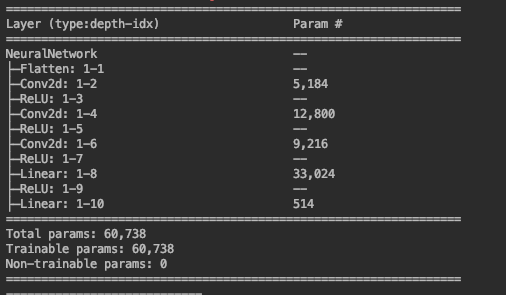 Layer (type:depth-idx) Param #
NeuralNetwork ——
├─Flatten: 1-1 ——
├─Conv2d: 1-2 5,184
├─ReLU: 1-3 ——
├─Conv2d: 1-4 12,800
├─ReLU: 1-5 ——
├─Conv2d: 1-6 9,216
├─ReLU: 1-7 ——
├─Linear: 1-8 33,024
├─ReLU: 1-9 ——
├─Linear: 1-10 514
Total params: 60,738
Trainable params: 60,738
Non-trainable params: 0